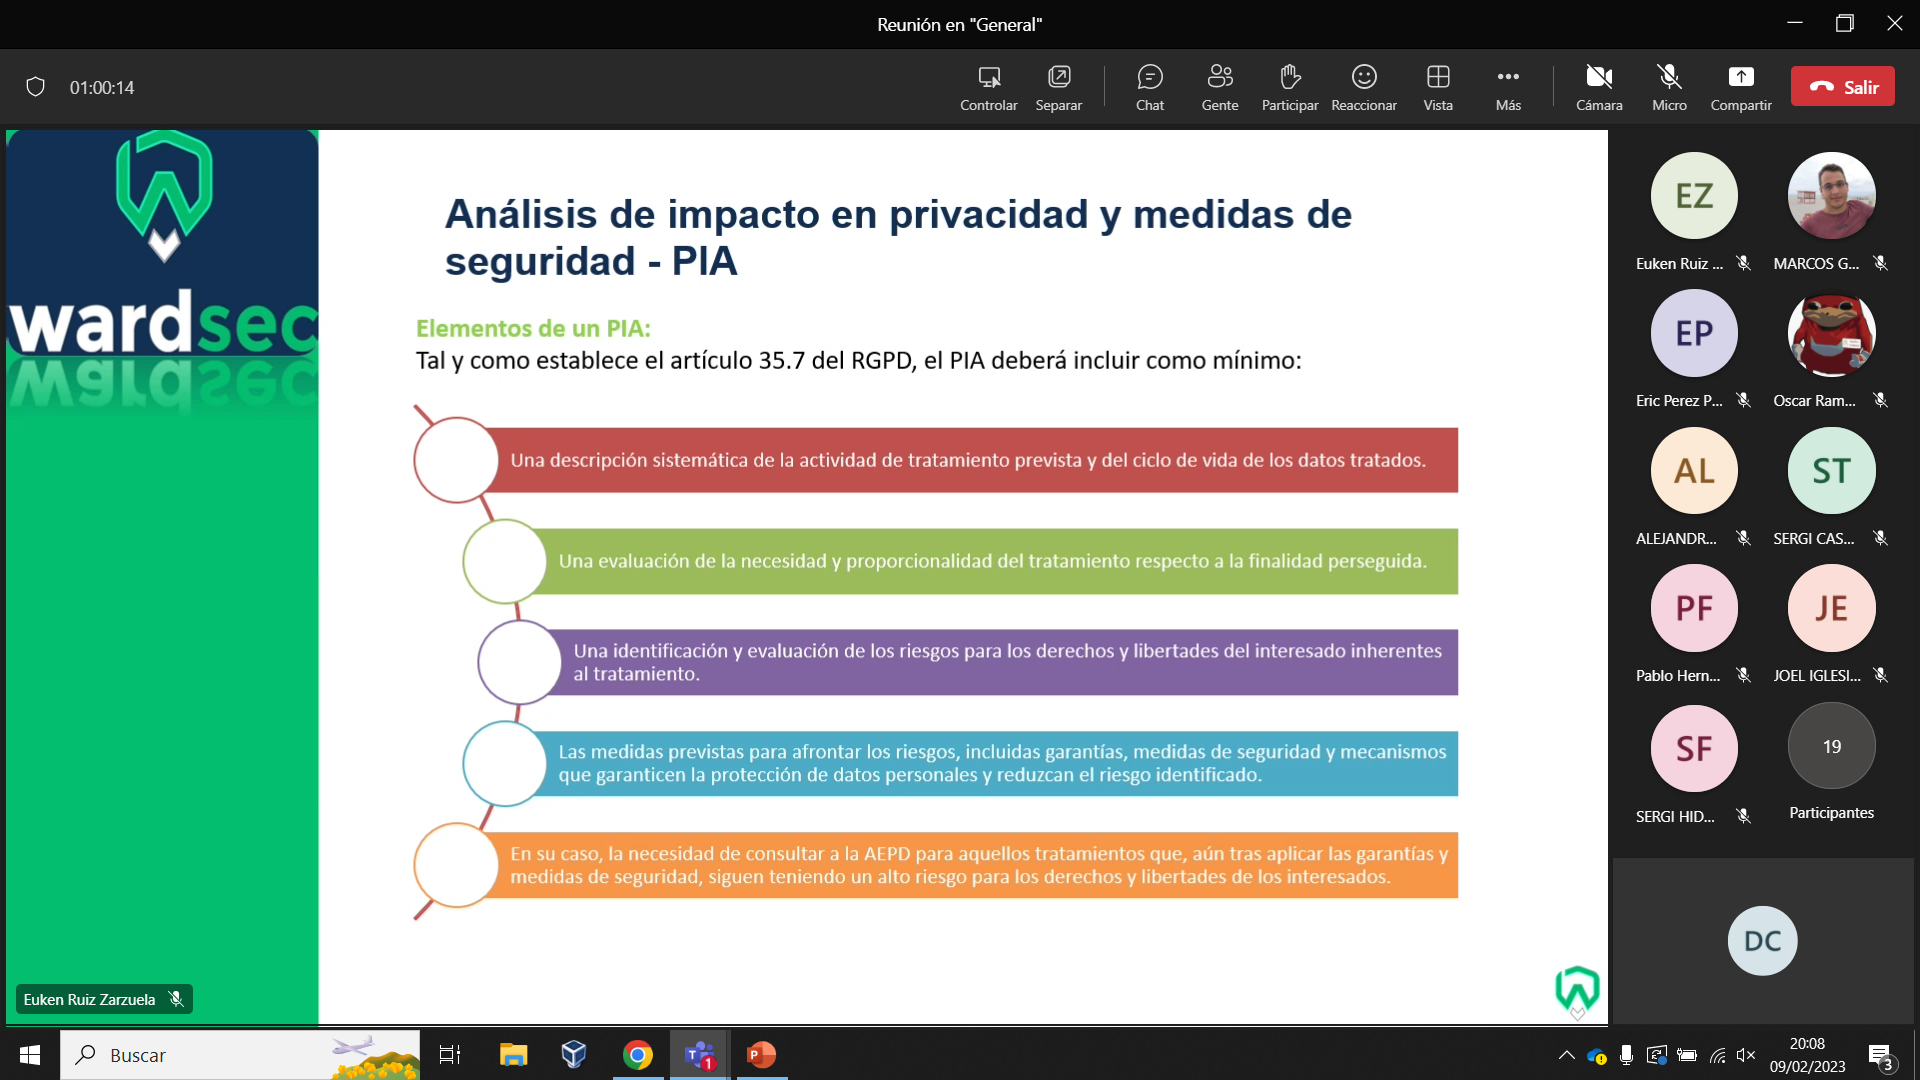 Reunión en "General"
01:00:14
Controlar
Separar
Chat
Gente
Participar
Reaccionar
Vista
Más
Cámara
Micro
Compartir
Salir
wardsec
Análisis de impacto en privacidad y medidas de
seguridad - PIA
Elementos de un PIA:
Tal y como establece el artículo 35.7 del RGPD, el PIA deberá incluir como mínimo:
Una descripción sistemática de la actividad de tratamiento prevista y del ciclo de vida de los datos tratados.
Una evaluación de la necesidad y proporcionalidad del tratamiento respecto a la finalidad perseguida.
Una identificación y evaluación de los riesgos para los derechos y libertades del interesado inherentes
al tratamiento.
Las medidas previstas para afrontar los riesgos, incluidas garantías, medidas de seguridad y mecanismos
que garanticen la protección de datos personales y reduzcan el riesgo identificado.
En su caso, la necesidad de consultar a la AEPD para aquellos tratamientos que, aún tras aplicar las garantías y
medidas de seguridad, siguen teniendo un alto riesgo para los derechos y libertades de los interesados.
Euken Ruiz Zarzuela
EZ
Euken Ruiz ...
MARCOS G...
EP
Eric Perez P...
Oscar Ram...
AL
ALEJANDR...
ST
SERGI CAS...
PF
Pablo Hern...
JE
JOEL IGLESI...
SF
SERGI HID...
19
Participantes
DC
Buscar
T
1
P
20:08
09/02/2023
3